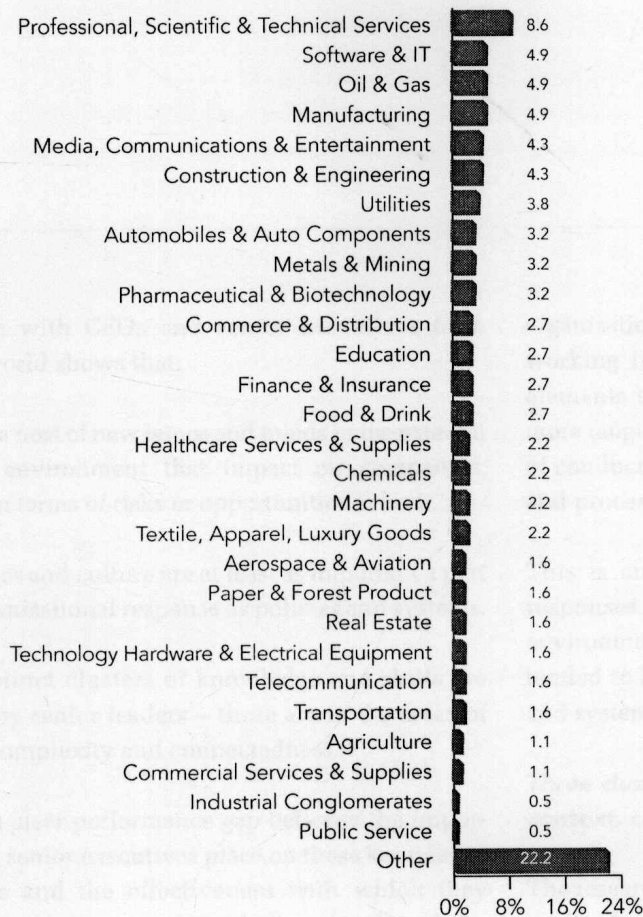 Professional, Scientific & Technical Services 8.6
Software & IT 4.9
Oil & Gas 4.9
Manufacturing 4.9
Media, Communications & Entertainment 4.3
Construction & Engineering 4.3
Utilities 3.8
Automobiles & Auto Components 3.2
Metals & Mining 3.2
Pharmaceutical & Biotechnology 3.2
Commerce & Distribution 2.7
Education 2.7
Finance & Insurance 2.7
Food & Drink 2.7
Healthcare Services & Supplies 2.2
Chemicals 2.2
Machinery 2.2
Textile, Apparel, Luxury Goods 2.2
Aerospace & Aviation 1.6
Paper & Forest Product 1.6
Real Estate 1.6
Technology Hardware & Electrical Equipment 1.6
Telecommunication 1.6
Transportation 1.6
Agriculture 1.1
Commercial Services & Supplies 1.1
Industrial Conglomerates 0.5
Public Service 0.5
Other 22.2
0% 8% 16% 24%